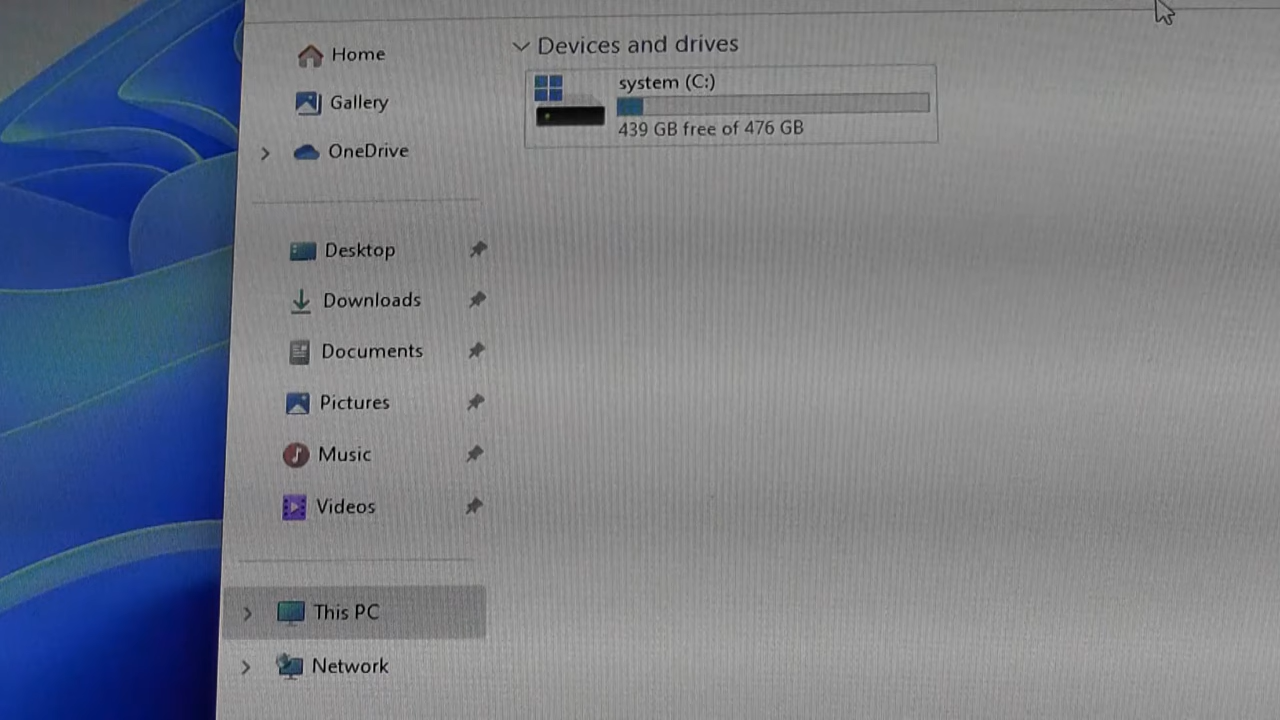 Home
Gallery
OneDrive
Desktop
Downloads
Documents
Pictures
Music
Videos
This PC
Network
Devices and drives
system (C:)
439 GB free of 476 GB